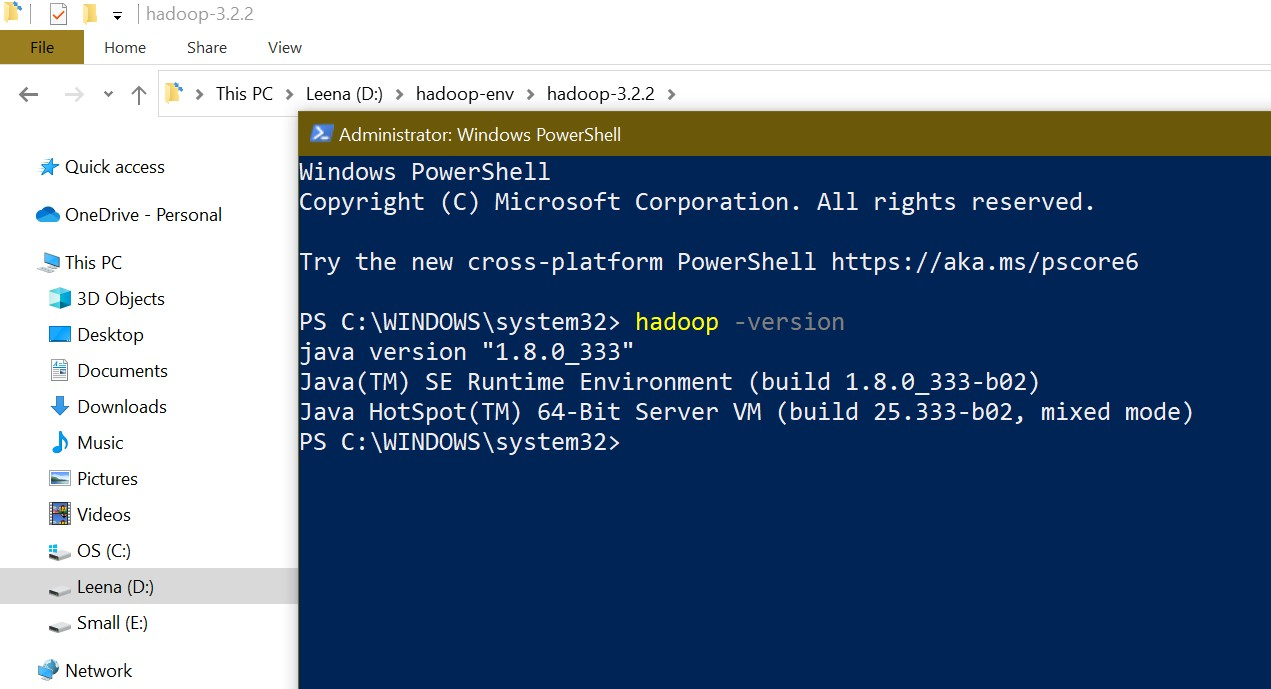 hadoop-3.2.2
File Home Share View
This PC Leena (D:) hadoop-env hadoop-3.2.2
Quick access
OneDrive - Personal
This PC
3D Objects
Desktop
Documents
Downloads
Music
Pictures
Videos
OS (C:)
Leena (D:)
Small (E:)
Network
Administrator: Windows PowerShell
Windows PowerShell
Copyright (C) Microsoft Corporation. All rights reserved.
Try the new cross-platform PowerShell https://aka.ms/pscore6
PS C:\WINDOWS\system32> hadoop -version
java version "1.8.0_333"
Java(TM) SE Runtime Environment (build 1.8.0_333-b02)
Java HotSpot(TM) 64-Bit Server VM (build 25.333-b02, mixed mode)
PS C:\WINDOWS\system32>